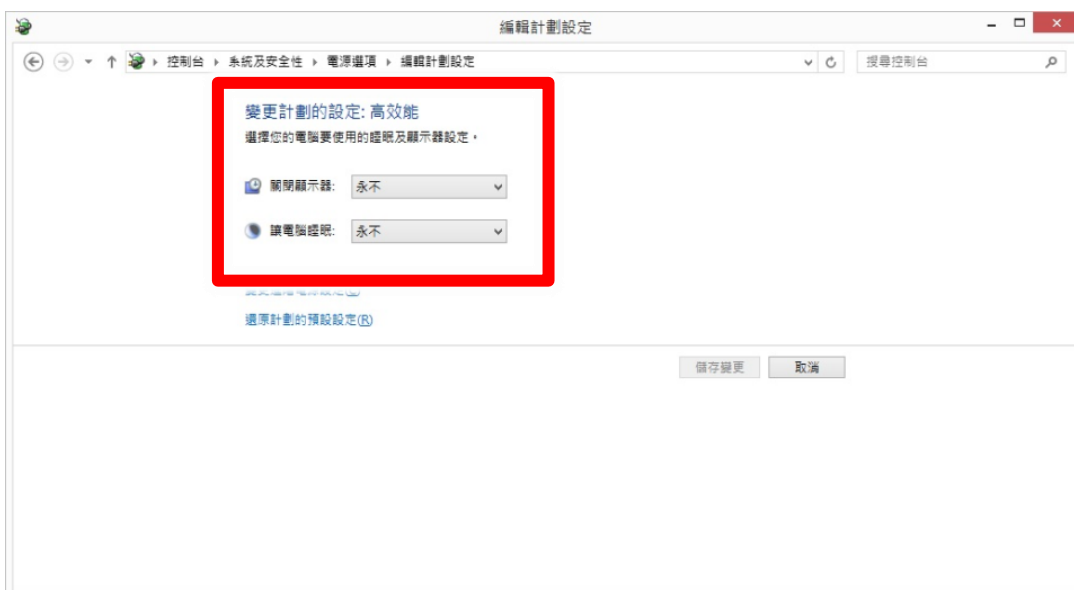 編輯計劃設定
控制台 系統及安全性 電源選項 編輯計劃設定 搜尋控制台
變更計劃的設定: 高效能
選擇您的電腦要使用的睡眠及顯示器設定。
關閉顯示器: 永不
讓電腦睡眠: 永不
還原計劃的預設設定(R)
儲存變更 取消